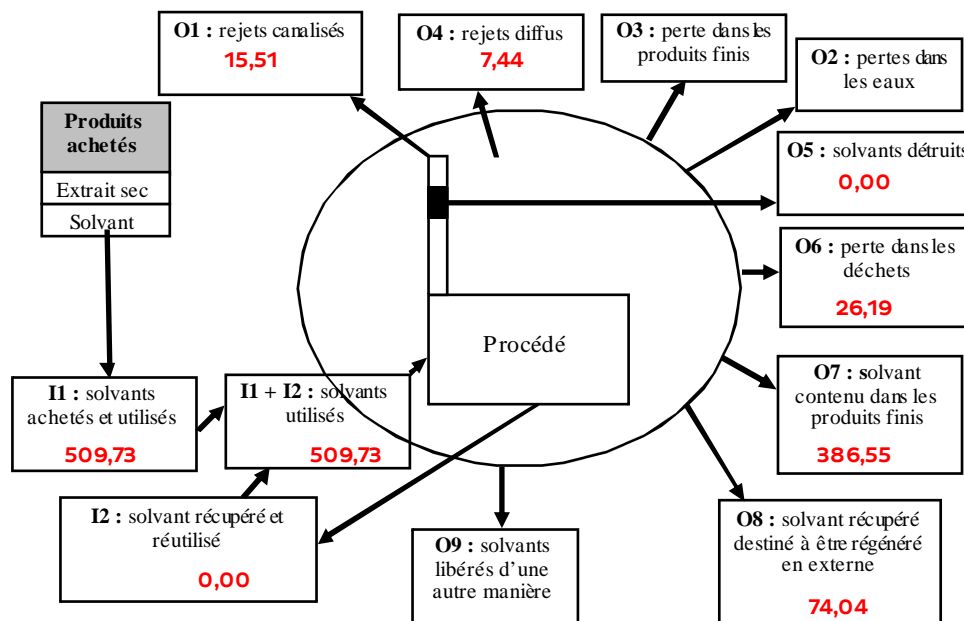 O1 : rejets canalisés
15,51
O4 : rejets diffus
7,44
O3 : perte dans les
produits finis
O2 : pertes dans
les eaux
Produits
achetés
Extrait sec
Solvant
O5 : solvants détruits
0,00
O6 : perte dans les
déchets
26,19
Procédé
I1 : solvants
achetés et utilisés
509,73
I1 + I2 : solvants
utilisés
509,73
O7 : solvant
contenu dans les
produits finis
386,55
I2 : solvant récupéré et
réutilisé
0,00
O9 : solvants
libérés d'une
autre manière
O8 : solvant récupéré
destiné à être régénéré
en externe
74,04